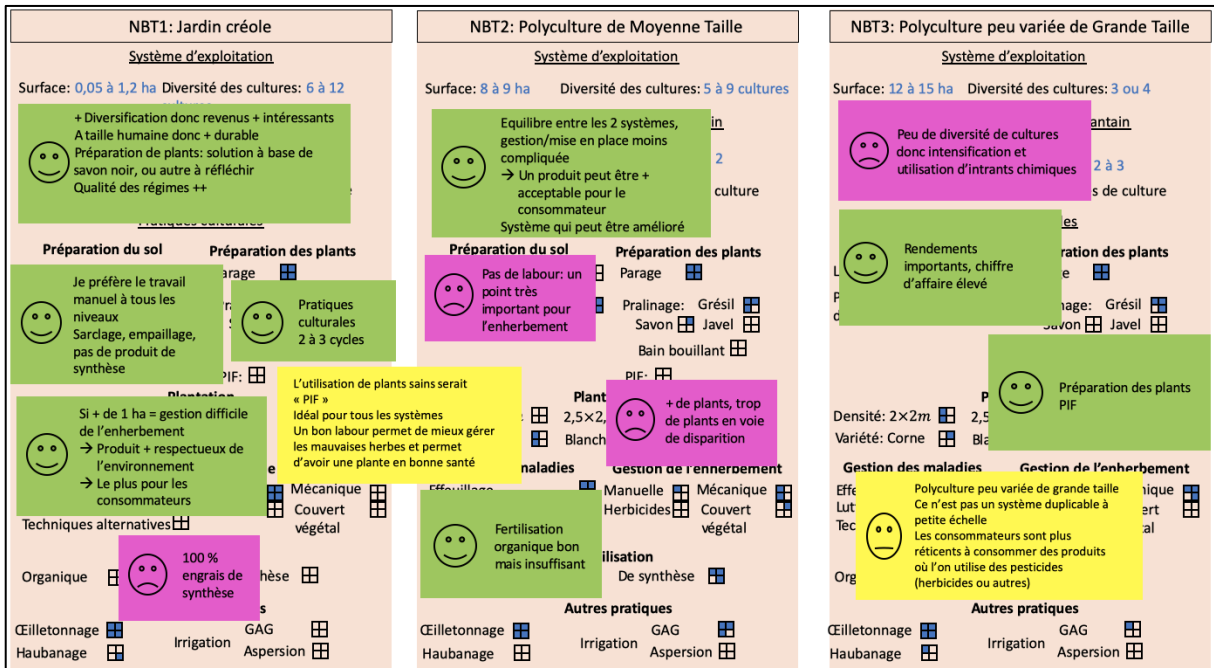 NBT1: Jardin créole
Système d'exploitation
Surface: 0,05 à 1,2 ha Diversité des cultures: 6 à 12
+ Diversification donc revenus + intéressants
A taille humaine donc + durable
Préparation de plants: solution à base de
savon noir, ou autre à réfléchir
Qualité des régimes ++
Pratiques culturales
Préparation du sol Préparation des plants
Parage
Je préfère le travail
manuel à tous les
niveaux
Sarclage, empaillage,
pas de produit de
synthèse
Pratiques
culturales
2 à 3 cycles
PIF:
Plantation
L'utilisation de plants sains serait
« PIF »
Idéal pour tous les systèmes
Un bon labour permet de mieux gérer
les mauvaises herbes et permet
d'avoir une plante en bonne santé
Si + de 1 ha = gestion difficile
de l'enherbement
→ Produit + respectueux de
l'environnement
→ Le plus pour les
consommateurs
Mécanique
Couvert
végétal
Techniques alternatives
100 %
engrais de
synthèse
Organique
Œilletonnage
Haubanage
Irrigation
GAG
Aspersion
NBT2: Polyculture de Moyenne Taille
Système d'exploitation
Surface: 8 à 9 ha Diversité des cultures: 5 à 9 cultures
Equilibre entre les 2 systèmes,
gestion/mise en place moins
compliquée
→ Un produit peut être +
acceptable pour le
consommateur
Système qui peut être amélioré
2
culture
Préparation du sol Préparation des plants
Pas de labour: un
point très
important pour
l'enherbement
Parage
Pralinage: Grésil
Savon Javel
Bain bouillant
PIF:
+ de plants, trop
de plants en voie
de disparition
maladies Gestion de l'enherbement
Effeuillage
Manuelle Mécanique
Herbicides Couvert
végétal
Fertilisation
organique bon
mais insuffisant
De synthèse
Autres pratiques
Œilletonnage
Haubanage
Irrigation
GAG
Aspersion
NBT3: Polyculture peu variée de Grande Taille
Système d'exploitation
Surface: 12 à 15 ha Diversité des cultures: 3 ou 4
Peu de diversité de cultures
donc intensification et
utilisation d'intrants chimiques
2 à 3
de culture
Rendements
importants, chiffre
d'affaire élevé
Grésil
Savon Javel
Préparation des plants
PIF
Densité: 2×2m
Variété: Corne
Gestion des maladies Gestion de l'enherbement
Polyculture peu variée de grande taille
Ce n'est pas un système duplicable à
petite échelle
Les consommateurs sont plus
réticents à consommer des produits
où l'on utilise des pesticides
(herbicides ou autres)
Autres pratiques
Œilletonnage
Haubanage
Irrigation
GAG
Aspersion